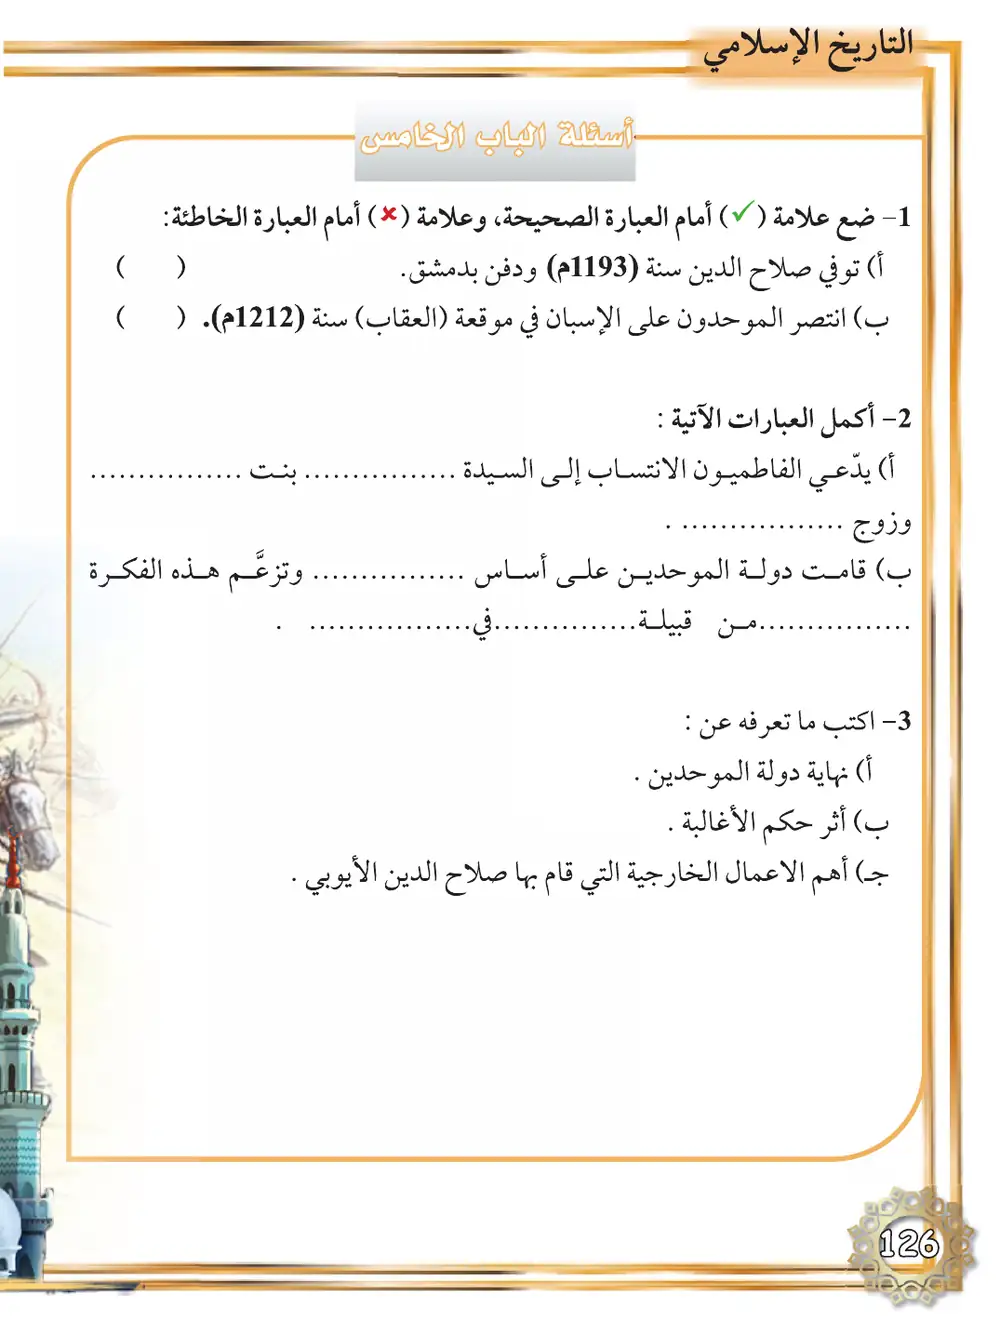 التاريخ الإسلامي
أسئلة الباب الخامس
1- ضع علامة (✓) أمام العبارة الصحيحة، وعلامة (✗) أمام العبارة الخاطئة:
أ) توفي صلاح الدين سنة (1193م) ودفن بدمشق. (      )
ب) انتصر الموحدون على الإسبان في موقعة (العقاب) سنة (1212م). (      )
2- أكمل العبارات الآتية :
أ) يدّعي الفاطميون الانتساب إلى السيدة ................ بنت ................
وزوج ................. .
ب) قامت دولة الموحدين على أساس ................ وتزعَّم هذه الفكرة
................من قبيلة...............في................. .
3- اكتب ما تعرفه عن :
أ) نهاية دولة الموحدين .
ب) أثر حكم الأغالبة .
جـ) أهم الاعمال الخارجية التي قام بها صلاح الدين الأيوبي .
126